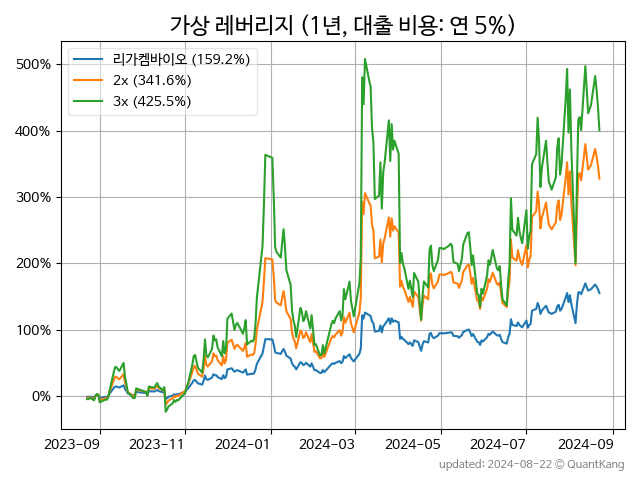 가상 레버리지 (1년, 대출 비용: 연 5%)
리가켐바이오 (159.2%)
2x (341.6%)
3x (425.5%)
500%
400%
300%
200%
100%
0%
2023-09 2023-11 2024-01 2024-03 2024-05 2024-07 2024-09
updated: 2024-08-22 © QuantKang